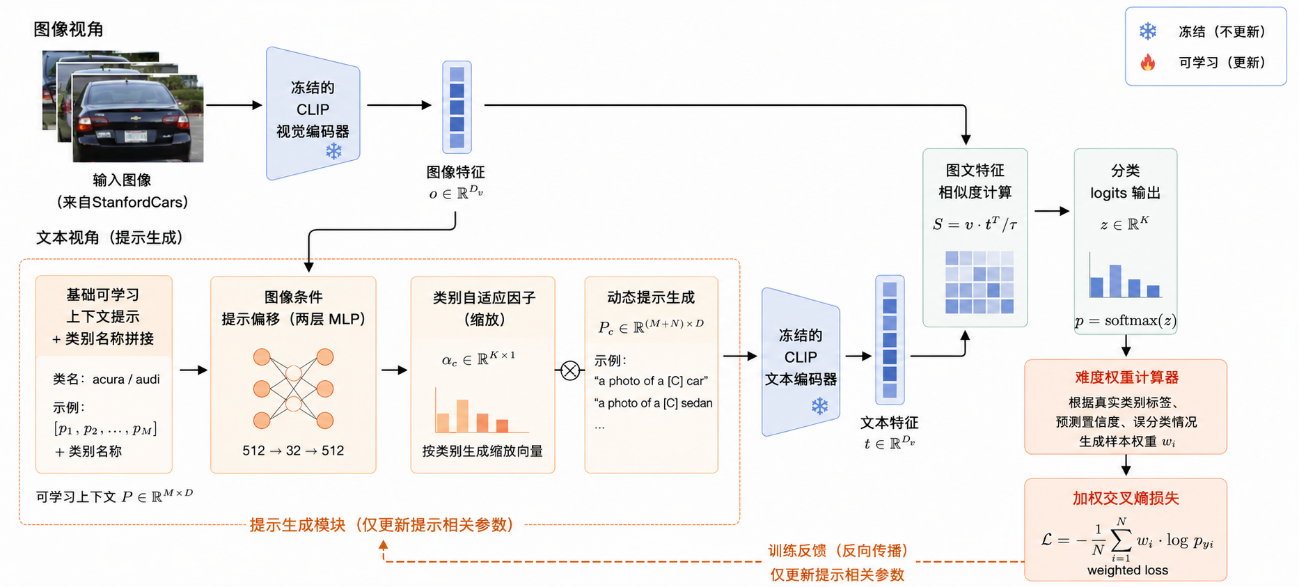 图像视角
冻结（不更新）
可学习（更新）
冻结的
CLIP
视觉编码器
输入图像
（来自StanfordCars）
图像特征
o ∈ ℝ^{D_v}
图文特征
相似度计算
S = v · t^T / τ
分类
logits 输出
z ∈ ℝ^K
p = softmax(z)
文本视角（提示生成）
基础可学习
上下文提示
+ 类别名称拼接
类名：acura / audi
示例：
[p_1, p_2, …, p_M]
+ 类别名称
图像条件
提示偏移（两层 MLP）
512 → 32 → 512
类别自适应因子
（缩放）
α_c ∈ ℝ^{K×1}
按类别生成缩放向量
动态提示生成
P_c ∈ ℝ^{(M+N)×D}
示例：
“a photo of a [C] car”
“a photo of a [C] sedan
...
冻结的
CLIP
文本编码器
文本特征
t ∈ ℝ^{D_v}
难度权重计算器
根据真实类别标签、
预测置信度、误分类情况
生成样本权重 w_i
加权交叉熵损失
ℒ = − 1/N ∑_{i=1}^{N} w_i · log p_{yi}
weighted loss
可学习上下文 P ∈ ℝ^{M×D}
提示生成模块（仅更新提示相关参数）
训练反馈（反向传播）
仅更新提示相关参数